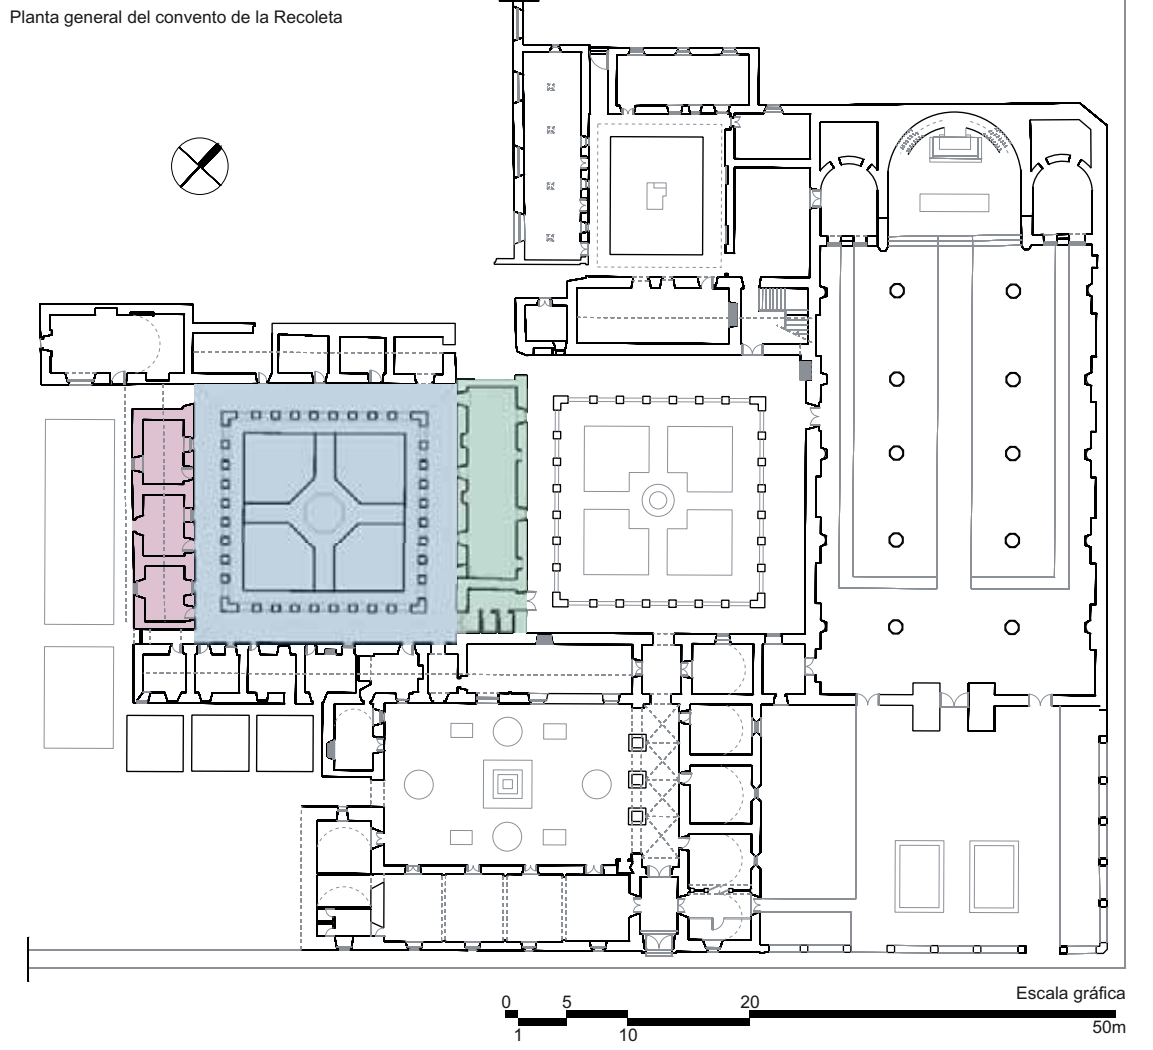 Planta general del convento de la Recoleta
0 5 20 Escala gráfica
1 10 50m